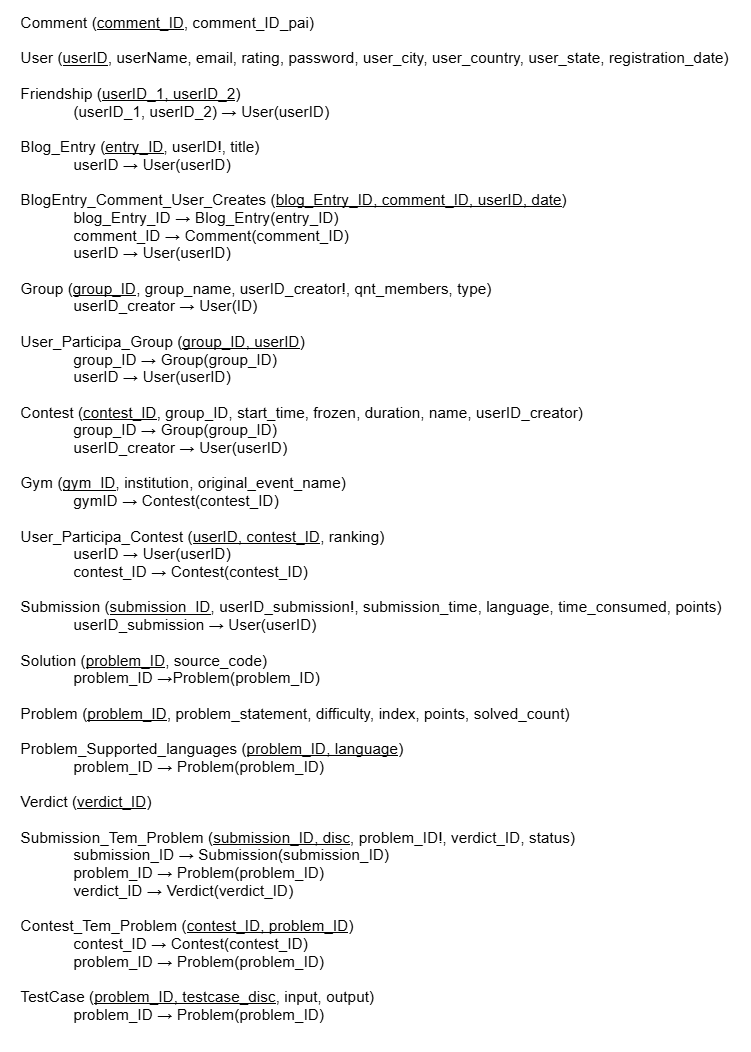 Comment (comment_ID, comment_ID_pai)
User (userID, userName, email, rating, password, user_city, user_country, user_state, registration_date)
Friendship (userID_1, userID_2)
(userID_1, userID_2) → User(userID)
Blog_Entry (entry_ID, userID!, title)
userID → User(userID)
BlogEntry_Comment_User_Creates (blog_Entry_ID, comment_ID, userID, date)
blog_Entry_ID → Blog_Entry(entry_ID)
comment_ID → Comment(comment_ID)
userID → User(userID)
Group (group_ID, group_name, userID_creator!, qnt_members, type)
userID_creator → User(ID)
User_Participa_Group (group_ID, userID)
group_ID → Group(group_ID)
userID → User(userID)
Contest (contest_ID, group_ID, start_time, frozen, duration, name, userID_creator)
group_ID → Group(group_ID)
userID_creator → User(userID)
Gym (gym_ID, institution, original_event_name)
gymID → Contest(contest_ID)
User_Participa_Contest (userID, contest_ID, ranking)
userID → User(userID)
contest_ID → Contest(contest_ID)
Submission (submission_ID, userID_submission!, submission_time, language, time_consumed, points)
userID_submission → User(userID)
Solution (problem_ID, source_code)
problem_ID →Problem(problem_ID)
Problem (problem_ID, problem_statement, difficulty, index, points, solved_count)
Problem_Supported_languages (problem_ID, language)
problem_ID → Problem(problem_ID)
Verdict (verdict_ID)
Submission_Tem_Problem (submission_ID, disc, problem_ID!, verdict_ID, status)
submission_ID → Submission(submission_ID)
problem_ID → Problem(problem_ID)
verdict_ID → Verdict(verdict_ID)
Contest_Tem_Problem (contest_ID, problem_ID)
contest_ID → Contest(contest_ID)
problem_ID → Problem(problem_ID)
TestCase (problem_ID, testcase_disc, input, output)
problem_ID → Problem(problem_ID)